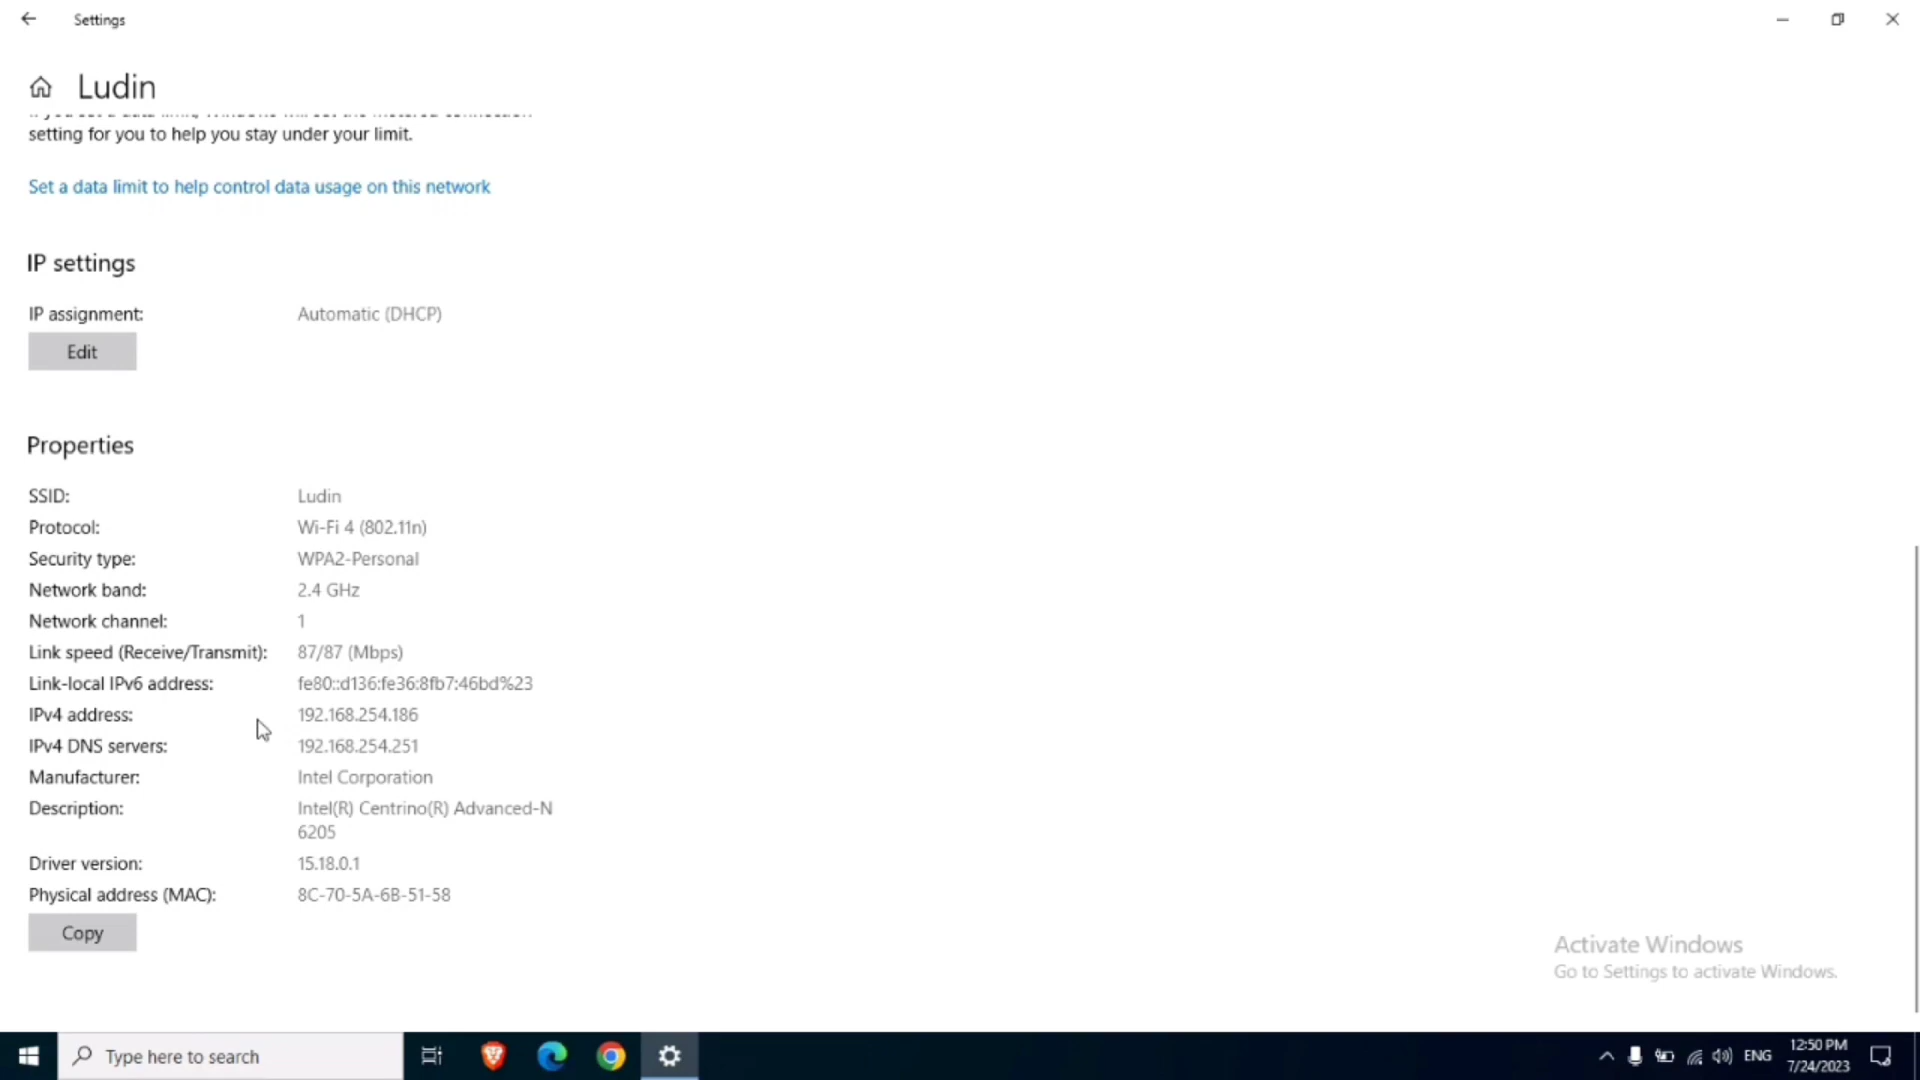 Settings
Ludin
setting for you to help you stay under your limit.
Set a data limit to help control data usage on this network
IP settings
IP assignment: Automatic (DHCP)
Edit
Properties
SSID: Ludin
Protocol: Wi-Fi 4 (802.11n)
Security type: WPA2-Personal
Network band: 2.4 GHz
Network channel: 1
Link speed (Receive/Transmit): 87/87 (Mbps)
Link-local IPv6 address: fe80::d136:fe36:8fb7:46bd%23
IPv4 address: 192.168.254.186
IPv4 DNS servers: 192.168.254.251
Manufacturer: Intel Corporation
Description: Intel(R) Centrino(R) Advanced-N
6205
Driver version: 15.18.0.1
Physical address (MAC): 8C-70-5A-6B-51-58
Copy
Activate Windows
Go to Settings to activate Windows.
Type here to search
ENG
12:50 PM
7/24/2023